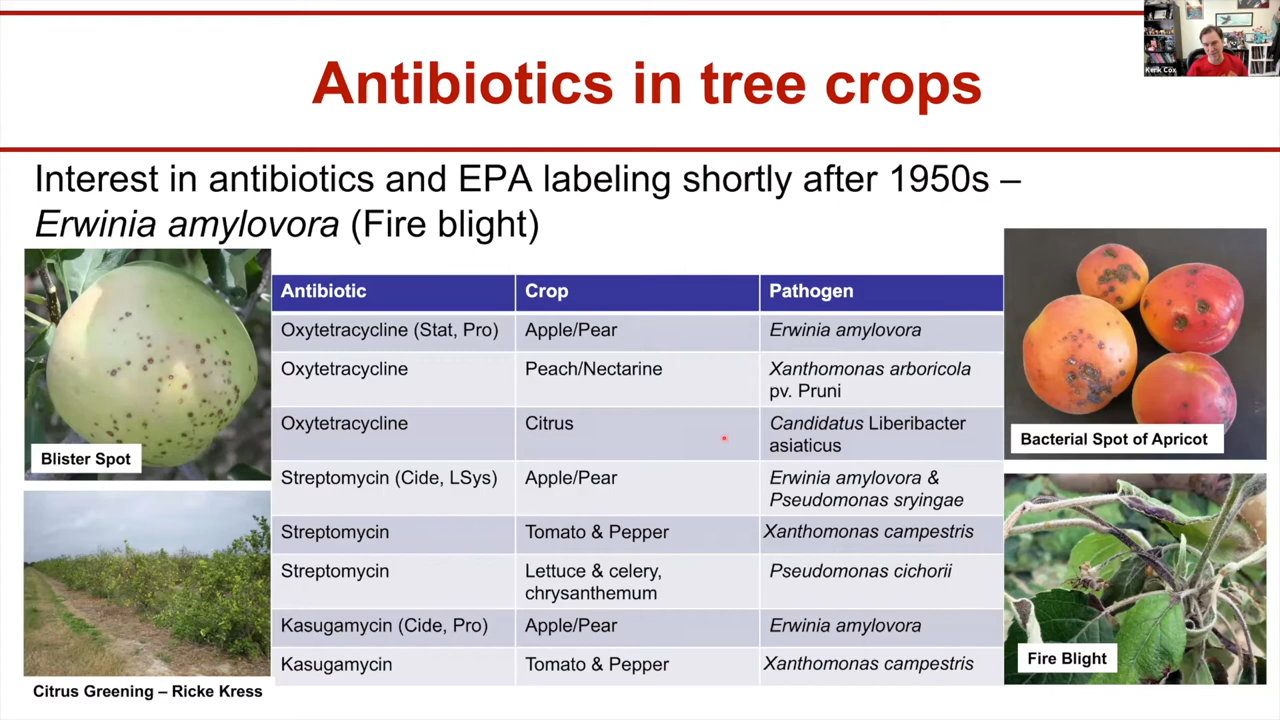 Kerik Cox
Antibiotics in tree crops
Interest in antibiotics and EPA labeling shortly after 1950s –
Erwinia amylovora (Fire blight)
Blister Spot
Citrus Greening – Ricke Kress
Antibiotic Crop Pathogen
Oxytetracycline (Stat, Pro) Apple/Pear Erwinia amylovora
Oxytetracycline Peach/Nectarine Xanthomonas arboricola
pv. Pruni
Oxytetracycline Citrus Candidatus Liberibacter
asiaticus
Streptomycin (Cide, LSys) Apple/Pear Erwinia amylovora &
Pseudomonas sryingae
Streptomycin Tomato & Pepper Xanthomonas campestris
Streptomycin Lettuce & celery, Pseudomonas cichorii
chrysanthemum
Kasugamycin (Cide, Pro) Apple/Pear Erwinia amylovora
Kasugamycin Tomato & Pepper Xanthomonas campestris
Bacterial Spot of Apricot
Fire Blight